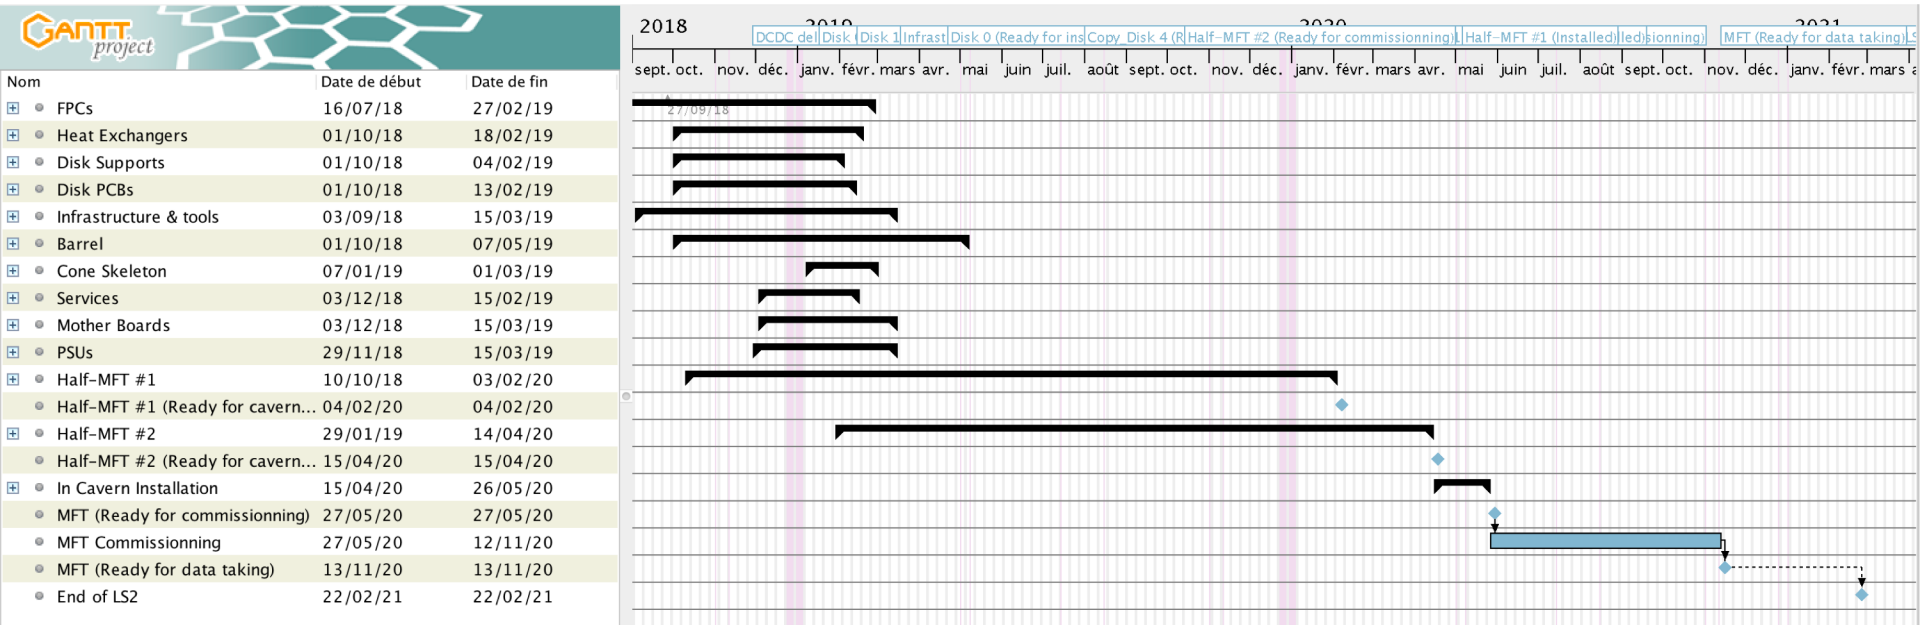 GANTT
project
2018 2019 2020 2021
DCDC del Disk Disk 1 Infrast Disk 0 (Ready for ins Copy_Disk 4 (R Half-MFT #2 (Ready for commissionning) Half-MFT #1 (Installed) lled) sionning) MFT (Ready for data taking)
sept. oct. nov. déc. janv. févr. mars avr. mai juin juil. août sept. oct. nov. déc. janv. févr. mars avr. mai juin juil. août sept. oct. nov. déc. janv. févr. mars a
Nom Date de début Date de fin
FPCs 16/07/18 27/02/19
27/09/18
Heat Exchangers 01/10/18 18/02/19
Disk Supports 01/10/18 04/02/19
Disk PCBs 01/10/18 13/02/19
Infrastructure & tools 03/09/18 15/03/19
Barrel 01/10/18 07/05/19
Cone Skeleton 07/01/19 01/03/19
Services 03/12/18 15/02/19
Mother Boards 03/12/18 15/03/19
PSUs 29/11/18 15/03/19
Half-MFT #1 10/10/18 03/02/20
Half-MFT #1 (Ready for cavern... 04/02/20 04/02/20
Half-MFT #2 29/01/19 14/04/20
Half-MFT #2 (Ready for cavern... 15/04/20 15/04/20
In Cavern Installation 15/04/20 26/05/20
MFT (Ready for commissionning) 27/05/20 27/05/20
MFT Commissionning 27/05/20 12/11/20
MFT (Ready for data taking) 13/11/20 13/11/20
End of LS2 22/02/21 22/02/21